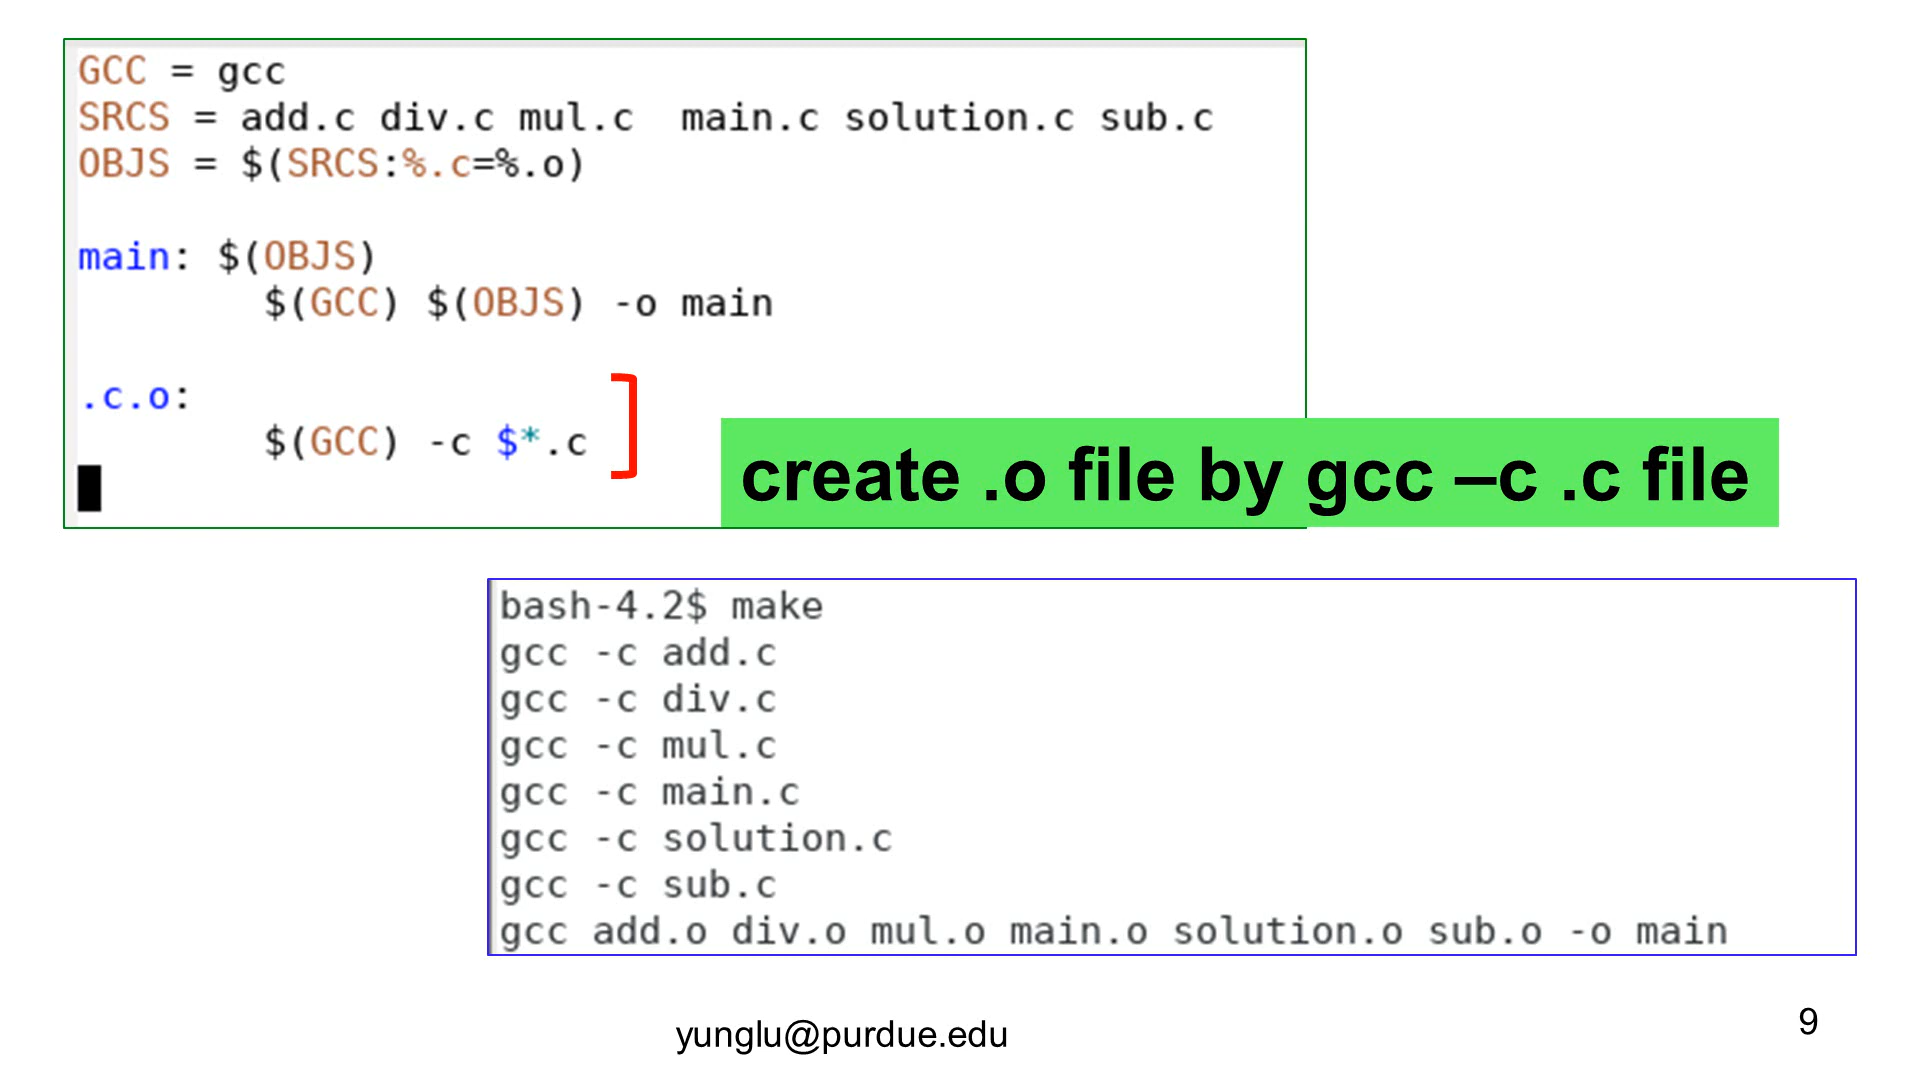 GCC = gcc
SRCS = add.c div.c mul.c  main.c solution.c sub.c
OBJS = $(SRCS:%.c=%.o)
main: $(OBJS)
$(GCC) $(OBJS) -o main
.c.o:
$(GCC) -c $*.c
create .o file by gcc –c .c file
bash-4.2$ make
gcc -c add.c
gcc -c div.c
gcc -c mul.c
gcc -c main.c
gcc -c solution.c
gcc -c sub.c
gcc add.o div.o mul.o main.o solution.o sub.o -o main
yunglu@purdue.edu
9